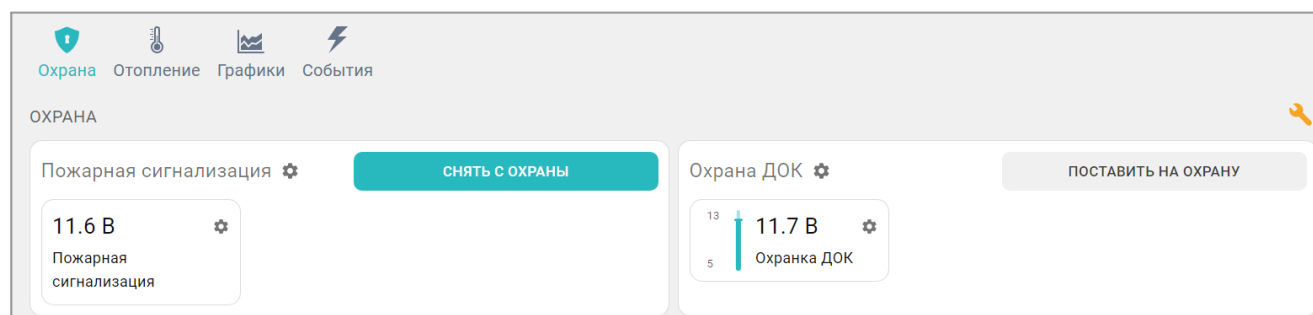 Охрана Отопление Графики События
ОХРАНА
Пожарная сигнализация СНЯТЬ С ОХРАНЫ
11.6 В
Пожарная
сигнализация
Охрана ДОК ПОСТАВИТЬ НА ОХРАНУ
13
11.7 В
5
Охранка ДОК